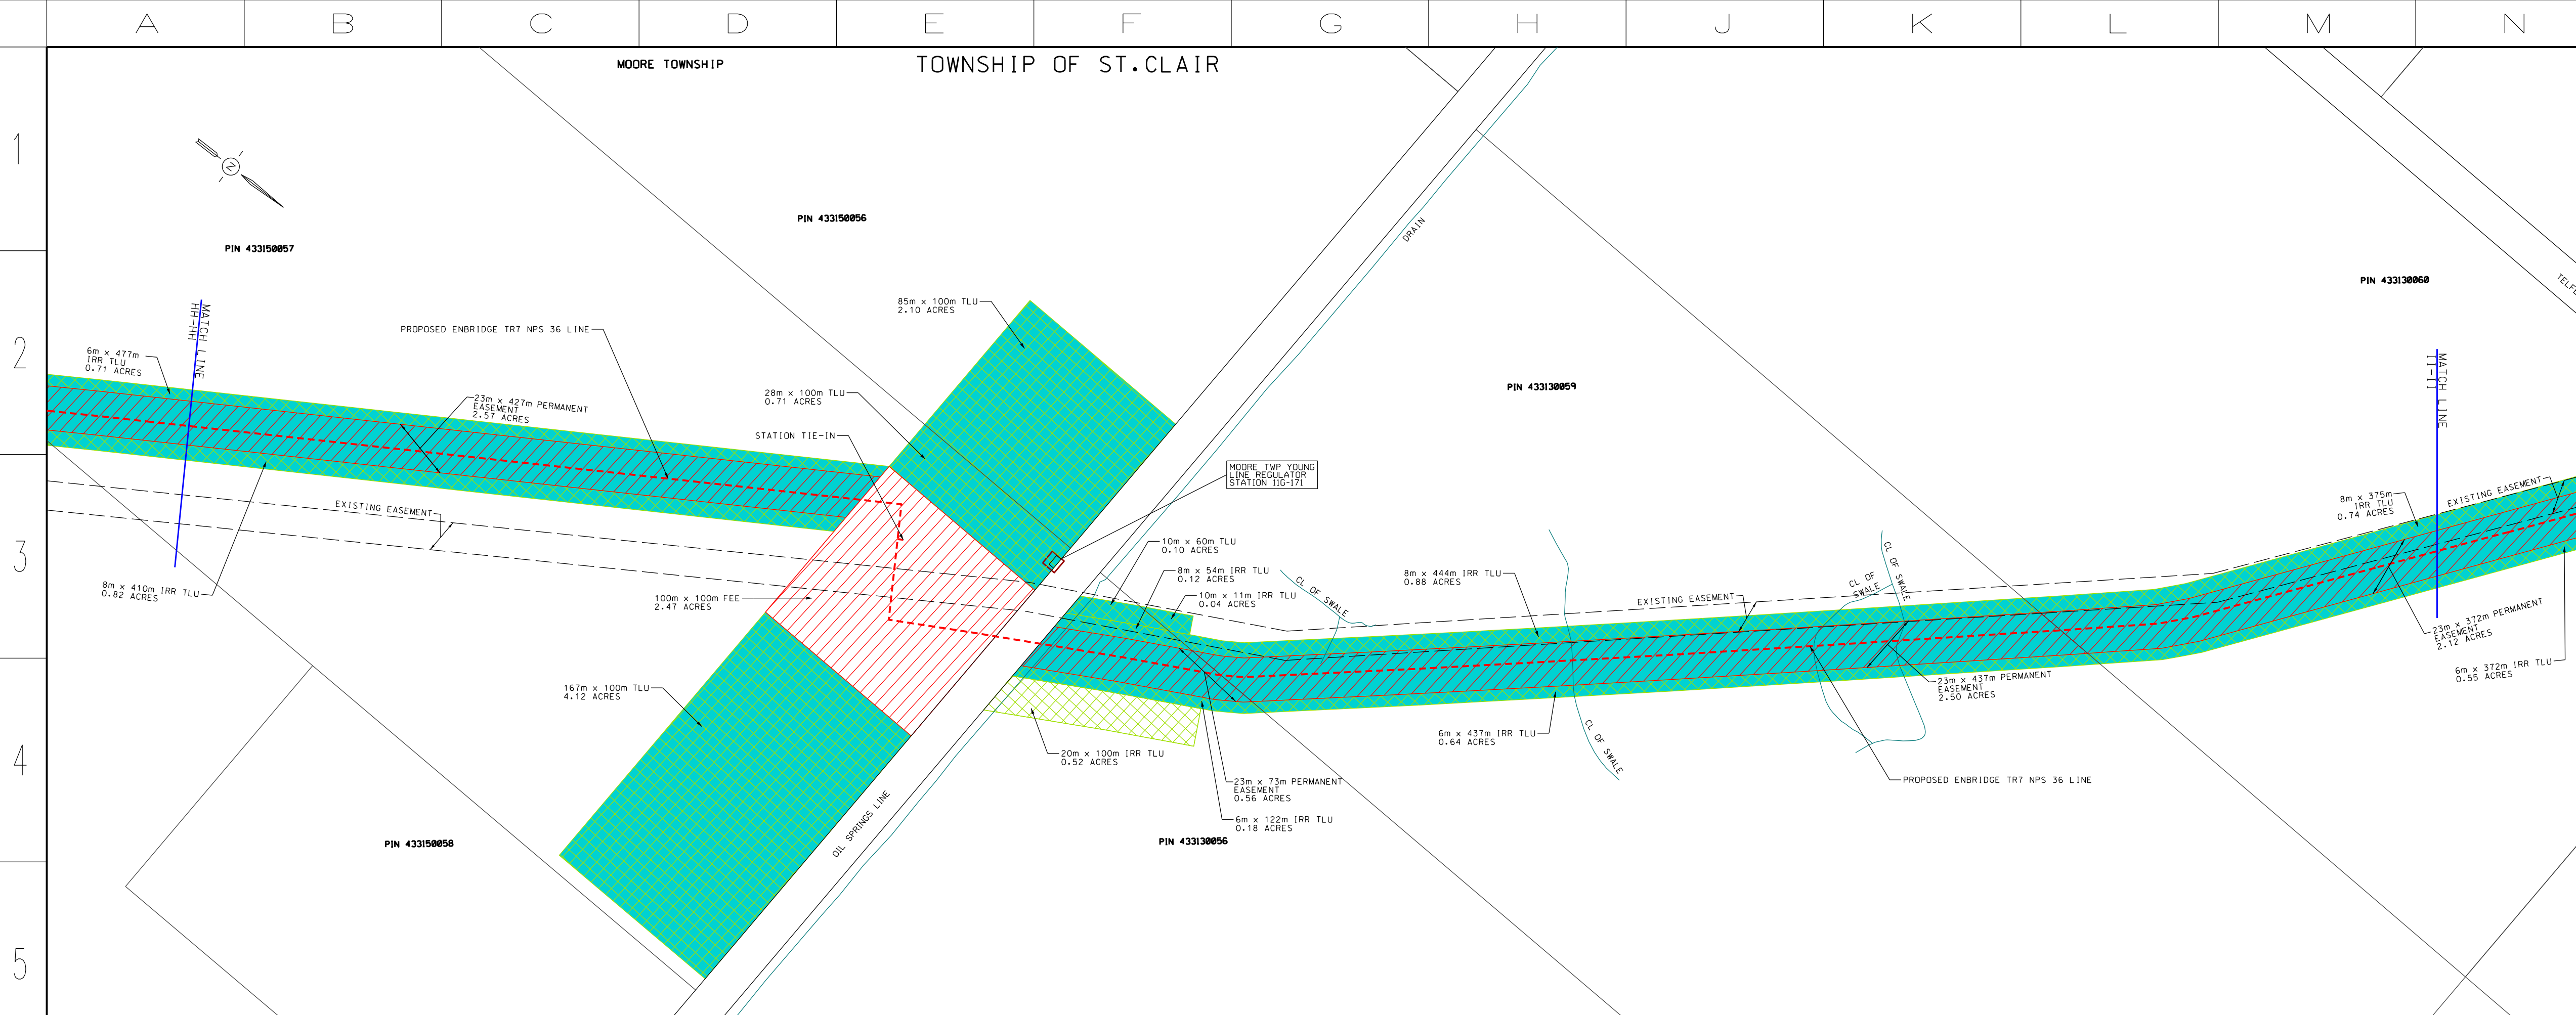 A B C D E F G H J K L M N
MOORE TOWNSHIP
TOWNSHIP OF ST.CLAIR
1
N
DRAIN
PIN 433150056
PIN 433150057
PIN 433130060
2
MATCH LINE
HH-HH
85m x 100m TLU
2.10 ACRES
PROPOSED ENBRIDGE TR7 NPS 36 LINE
6m x 477m
IRR TLU
0.71 ACRES
MATCH LINE
II-II
PIN 433130059
28m x 100m TLU
0.71 ACRES
23m x 427m PERMANENT
EASEMENT
2.57 ACRES
STATION TIE-IN
MOORE TWP YOUNG
LINE REGULATOR
STATION 11G-171
8m x 375m
IRR TLU
0.74 ACRES
EXISTING EASEMENT
3
EXISTING EASEMENT
10m x 60m TLU
0.10 ACRES
8m x 54m IRR TLU
0.12 ACRES
10m x 11m IRR TLU
0.04 ACRES
CL OF SWALE
8m x 444m IRR TLU
0.88 ACRES
CL OF
SWALE
CL OF SWALE
EXISTING EASEMENT
8m x 410m IRR TLU
0.82 ACRES
100m x 100m FEE
2.47 ACRES
23m x 372m PERMANENT
EASEMENT
2.12 ACRES
6m x 372m IRR TLU
0.55 ACRES
167m x 100m TLU
4.12 ACRES
23m x 437m PERMANENT
EASEMENT
2.50 ACRES
4
6m x 437m IRR TLU
0.64 ACRES
CL OF SWALE
20m x 100m IRR TLU
0.52 ACRES
23m x 73m PERMANENT
EASEMENT
0.56 ACRES
PROPOSED ENBRIDGE TR7 NPS 36 LINE
6m x 122m IRR TLU
0.18 ACRES
OIL SPRINGS LINE
PIN 433150058
PIN 433130056
5